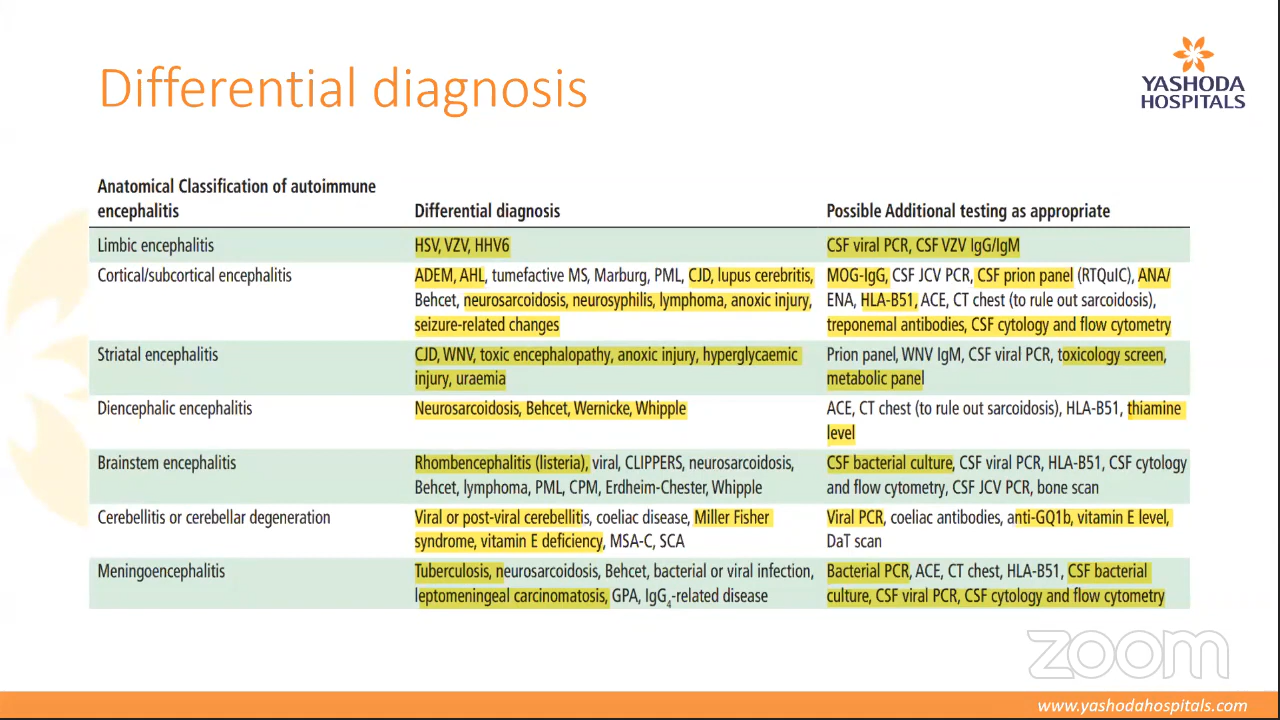 Differential diagnosis
YASHODA
HOSPITALS
Anatomical Classification of autoimmune
encephalitis
Differential diagnosis
Possible Additional testing as appropriate
Limbic encephalitis
HSV, VZV, HHV6
CSF viral PCR, CSF VZV IgG/IgM
Cortical/subcortical encephalitis
ADEM, AHL, tumefactive MS, Marburg, PML, CJD, lupus cerebritis,
Behcet, neurosarcoidosis, neurosyphilis, lymphoma, anoxic injury,
seizure-related changes
MOG-IgG, CSF JCV PCR, CSF prion panel (RTQuIC), ANA/
ENA, HLA-B51, ACE, CT chest (to rule out sarcoidosis),
treponemal antibodies, CSF cytology and flow cytometry
Striatal encephalitis
CJD, WNV, toxic encephalopathy, anoxic injury, hyperglycaemic
injury, uraemia
Prion panel, WNV IgM, CSF viral PCR, toxicology screen,
metabolic panel
Diencephalic encephalitis
Neurosarcoidosis, Behcet, Wernicke, Whipple
ACE, CT chest (to rule out sarcoidosis), HLA-B51, thiamine
level
Brainstem encephalitis
Rhombencephalitis (listeria), viral, CLIPPERS, neurosarcoidosis,
Behcet, lymphoma, PML, CPM, Erdheim-Chester, Whipple
CSF bacterial culture, CSF viral PCR, HLA-B51, CSF cytology
and flow cytometry, CSF JCV PCR, bone scan
Cerebellitis or cerebellar degeneration
Viral or post-viral cerebellitis, coeliac disease, Miller Fisher
syndrome, vitamin E deficiency, MSA-C, SCA
Viral PCR, coeliac antibodies, anti-GQ1b, vitamin E level,
DaT scan
Meningoencephalitis
Tuberculosis, neurosarcoidosis, Behcet, bacterial or viral infection,
leptomeningeal carcinomatosis, GPA, IgG4-related disease
Bacterial PCR, ACE, CT chest, HLA-B51, CSF bacterial
culture, CSF viral PCR, CSF cytology and flow cytometry
zoom
www.yashodahospitals.com